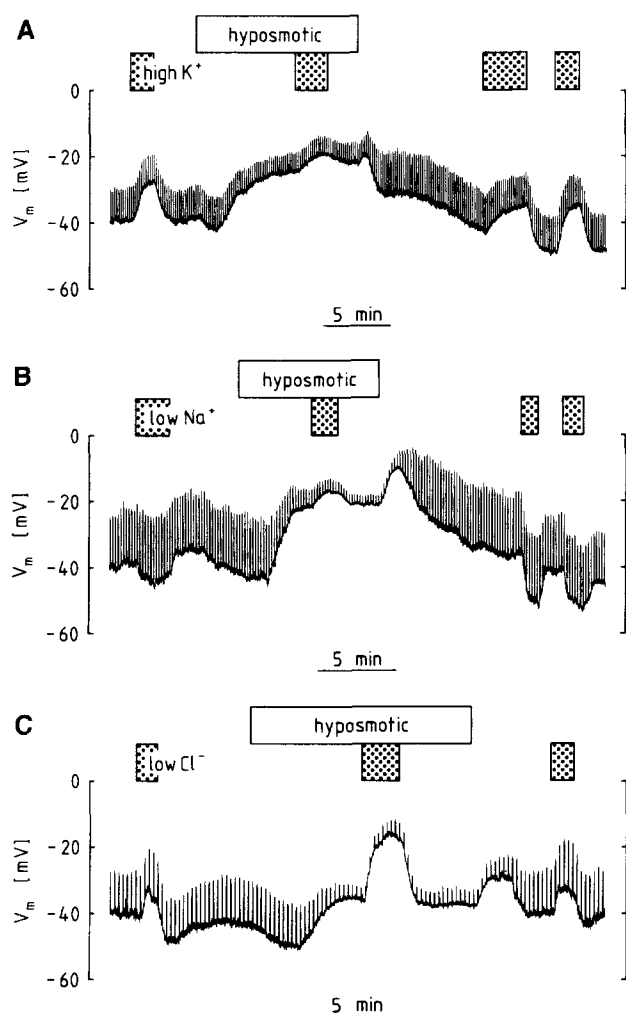 A
hyposmotic
high K⁺
0
-20
-40
-60
Vm [mV]
5 min
B
hyposmotic
low Na⁺
0
-20
-40
-60
Vm [mV]
5 min
C
hyposmotic
low Cl⁻
0
-20
-40
-60
Vm [mV]
5 min